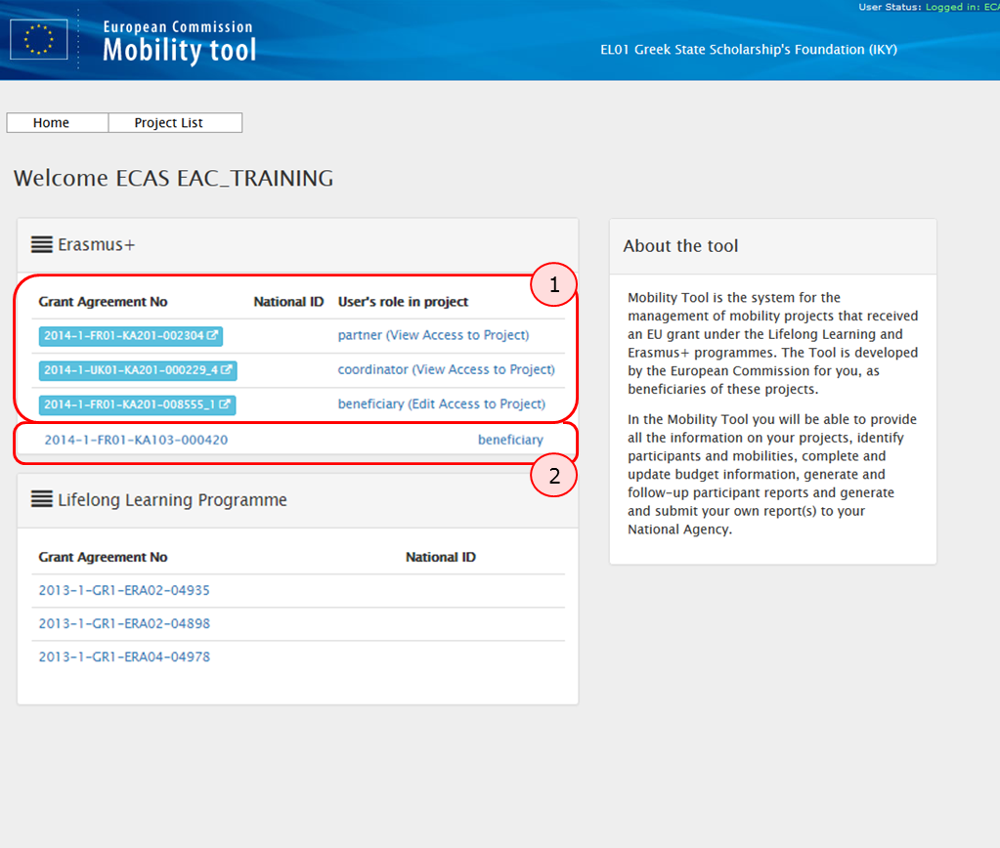 User Status: Logged in: ECA
European Commission
Mobility tool
EL01 Greek State Scholarship's Foundation (IKY)
Home Project List
Welcome ECAS EAC_TRAINING
Erasmus+
1
Grant Agreement No National ID User's role in project
2014-1-FR01-KA201-002304 partner (View Access to Project)
2014-1-UK01-KA201-000229_4 coordinator (View Access to Project)
2014-1-FR01-KA201-008555_1 beneficiary (Edit Access to Project)
2014-1-FR01-KA103-000420 beneficiary
2
Lifelong Learning Programme
Grant Agreement No National ID
2013-1-GR1-ERA02-04935
2013-1-GR1-ERA02-04898
2013-1-GR1-ERA04-04978
About the tool
Mobility Tool is the system for the
management of mobility projects that received
an EU grant under the Lifelong Learning and
Erasmus+ programmes. The Tool is developed
by the European Commission for you, as
beneficiaries of these projects.
In the Mobility Tool you will be able to provide
all the information on your projects, identify
participants and mobilities, complete and
update budget information, generate and
follow-up participant reports and generate
and submit your own report(s) to your
National Agency.